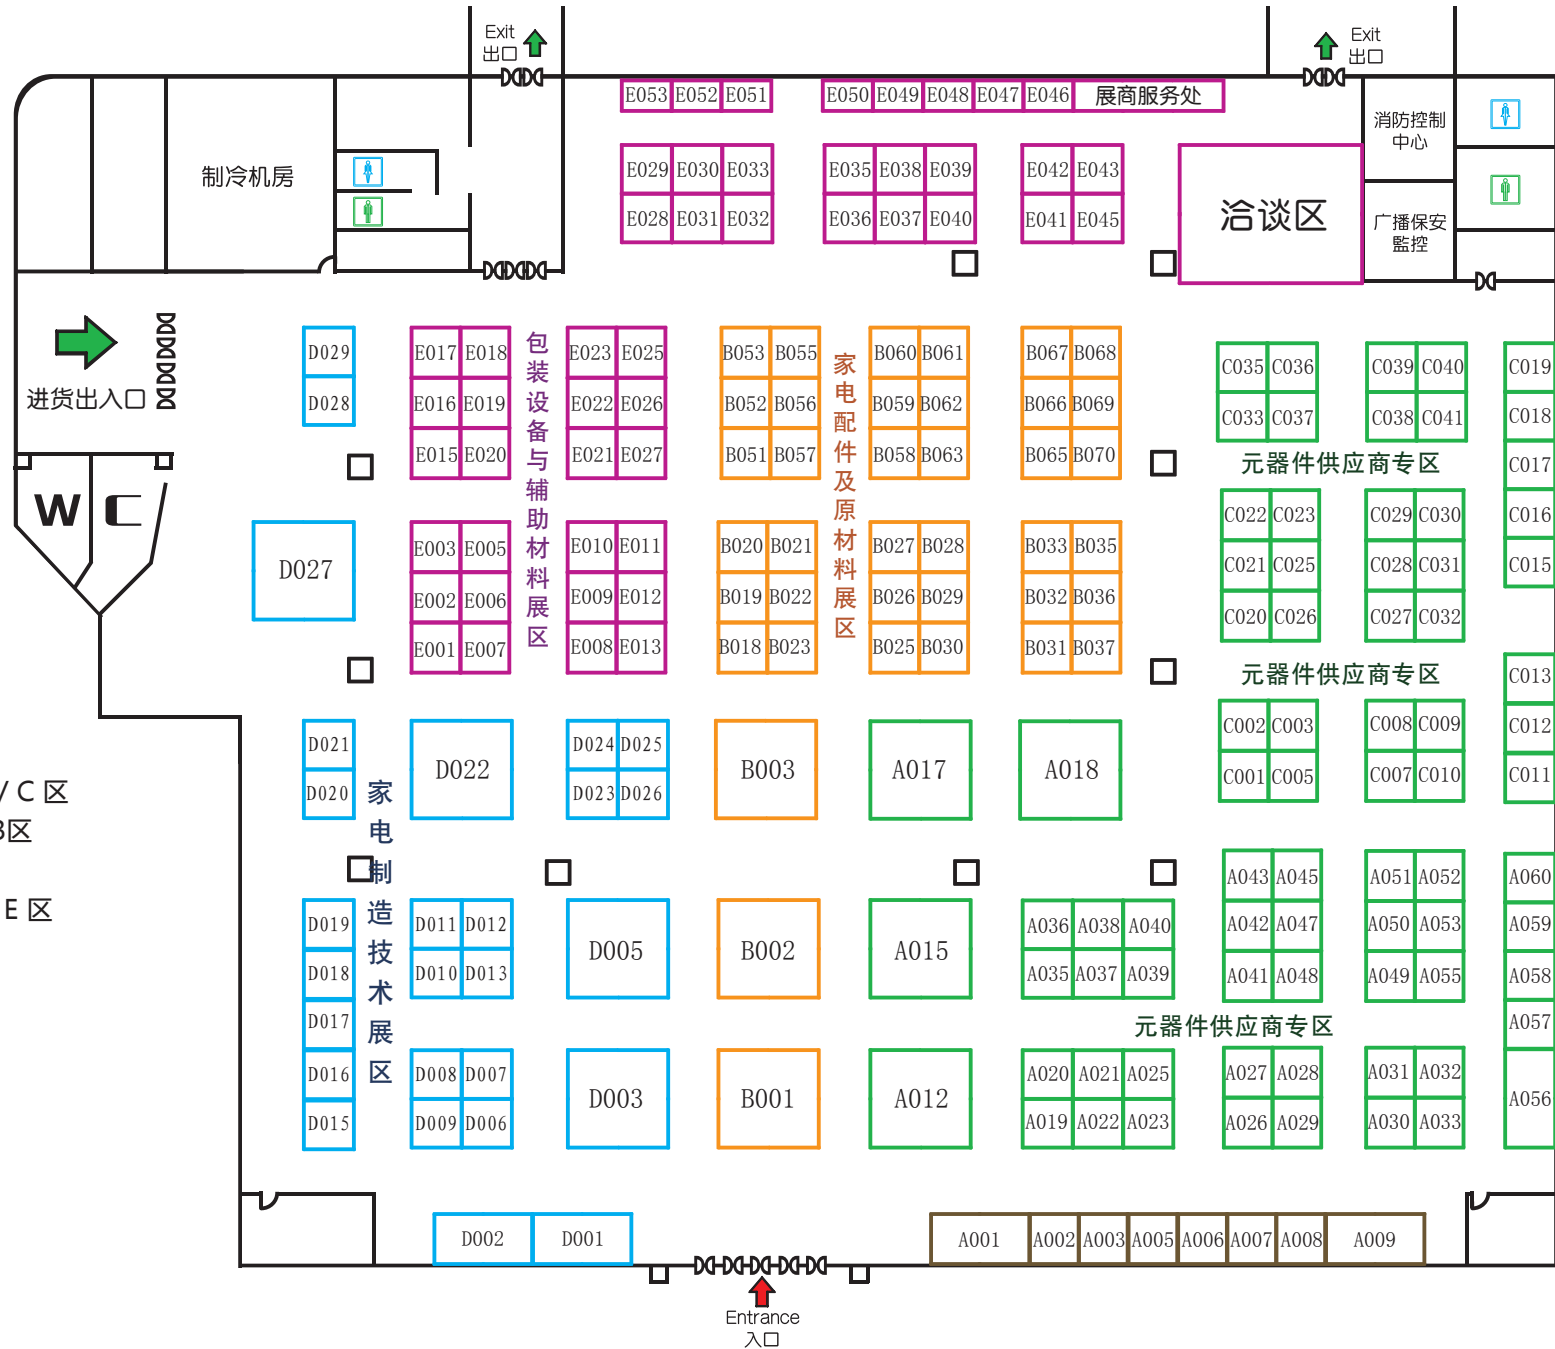 Exit
出口
Exit
出口
E053 E052 E051
E050 E049 E048 E047 E046 展商服务处
消防控制
中心
制冷机房
E029 E030 E033
E035 E038 E039
E042 E043
洽谈区
E028 E031 E032
E036 E037 E040
E041 E045
广播保安
監控
进货出入口
D029
D028
E017 E018
E016 E019
E015 E020
包装设备与辅助材料展区
E023 E025
E022 E026
E021 E027
B053 B055
B052 B056
B051 B057
家电配件及原材料展区
B060 B061
B059 B062
B058 B063
B067 B068
B066 B069
B065 B070
C035 C036
C033 C037
C039 C040
C038 C041
C019
C018
C017
C016
C015
元器件供应商专区
W C
D027
E003 E005
E002 E006
E001 E007
E010 E011
E009 E012
E008 E013
B020 B021
B019 B022
B018 B023
B027 B028
B026 B029
B025 B030
B033 B035
B032 B036
B031 B037
C022 C023
C021 C025
C020 C026
C029 C030
C028 C031
C027 C032
元器件供应商专区
C013
C012
C011
D021
D020
D022
D024 D025
D023 D026
B003
A017
A018
C002 C003
C001 C005
C008 C009
C007 C010
/ C 区
B区
E 区
家电制造技术展区
D019
D018
D017
D016
D015
D011 D012
D010 D013
D005
B002
A015
A036 A038 A040
A035 A037 A039
A043 A045
A042 A047
A041 A048
A051 A052
A050 A053
A049 A055
A060
A059
A058
A057
A056
元器件供应商专区
D008 D007
D009 D006
D003
B001
A012
A020 A021 A025
A019 A022 A023
A027 A028
A026 A029
A031 A032
A030 A033
D002 D001
A001 A002 A003 A005 A006 A007 A008 A009
Entrance
入口